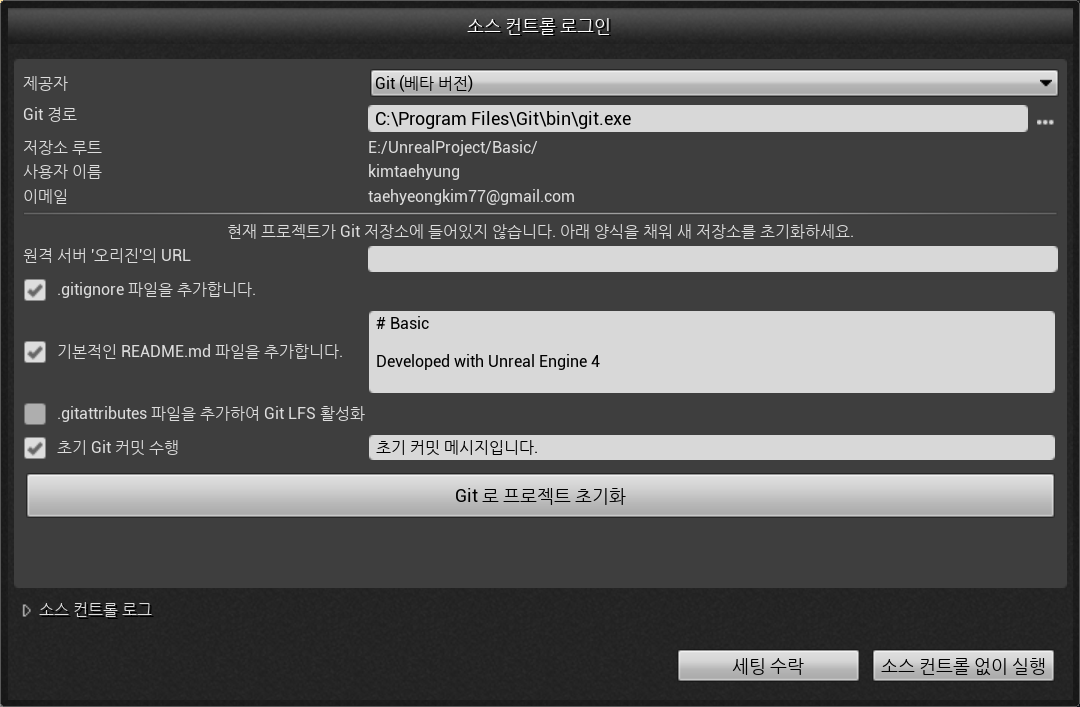 소스 컨트롤 로그인
제공자 Git (베타 버전)
Git 경로 C:\Program Files\Git\bin\git.exe
저장소 루트 E:/UnrealProject/Basic/
사용자 이름 kimtaehyung
이메일 taehyeongkim77@gmail.com
현재 프로젝트가 Git 저장소에 들어있지 않습니다. 아래 양식을 채워 새 저장소를 초기화하세요.
원격 서버 '오리진'의 URL
.gitignore 파일을 추가합니다.
기본적인 README.md 파일을 추가합니다.
# Basic
Developed with Unreal Engine 4
.gitattributes 파일을 추가하여 Git LFS 활성화
초기 Git 커밋 수행 초기 커밋 메시지입니다.
Git 로 프로젝트 초기화
소스 컨트롤 로그
세팅 수락 소스 컨트롤 없이 실행